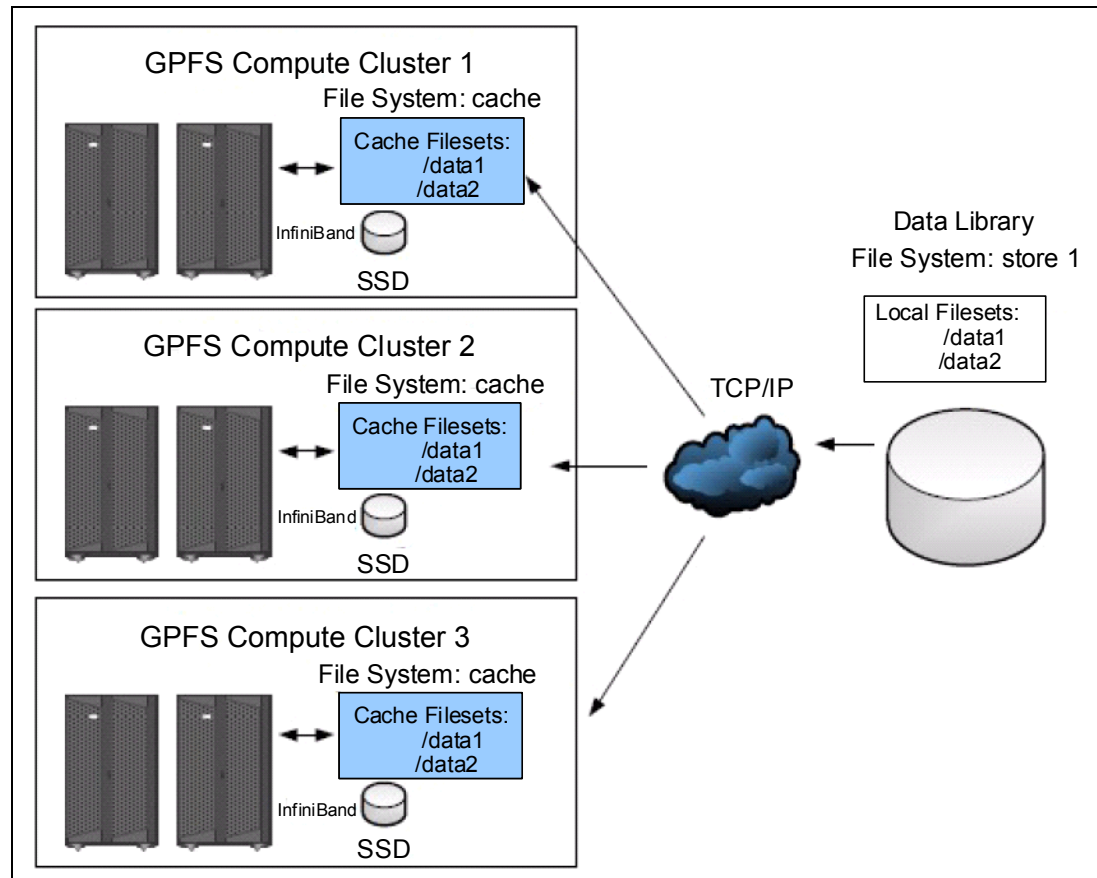 GPFS Compute Cluster 1
File System: cache
Cache Filesets:
/data1
/data2
InfiniBand
SSD
GPFS Compute Cluster 2
File System: cache
Cache Filesets:
/data1
/data2
InfiniBand
SSD
GPFS Compute Cluster 3
File System: cache
Cache Filesets:
/data1
/data2
InfiniBand
SSD
TCP/IP
Data Library
File System: store 1
Local Filesets:
/data1
/data2